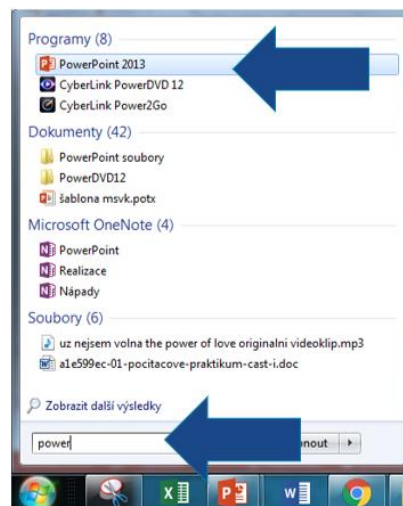 Programy (8)
PowerPoint 2013
CyberLink PowerDVD 12
CyberLink Power2Go
Dokumenty (42)
PowerPoint soubory
PowerDVD12
šablona msvk.potx
Microsoft OneNote (4)
PowerPoint
Realizace
Nápady
Soubory (6)
uz nejsem volna the power of love originalni videoklip.mp3
a1e599ec-01-pocitacove-praktikum-cast-i.doc
Zobrazit další výsledky
power